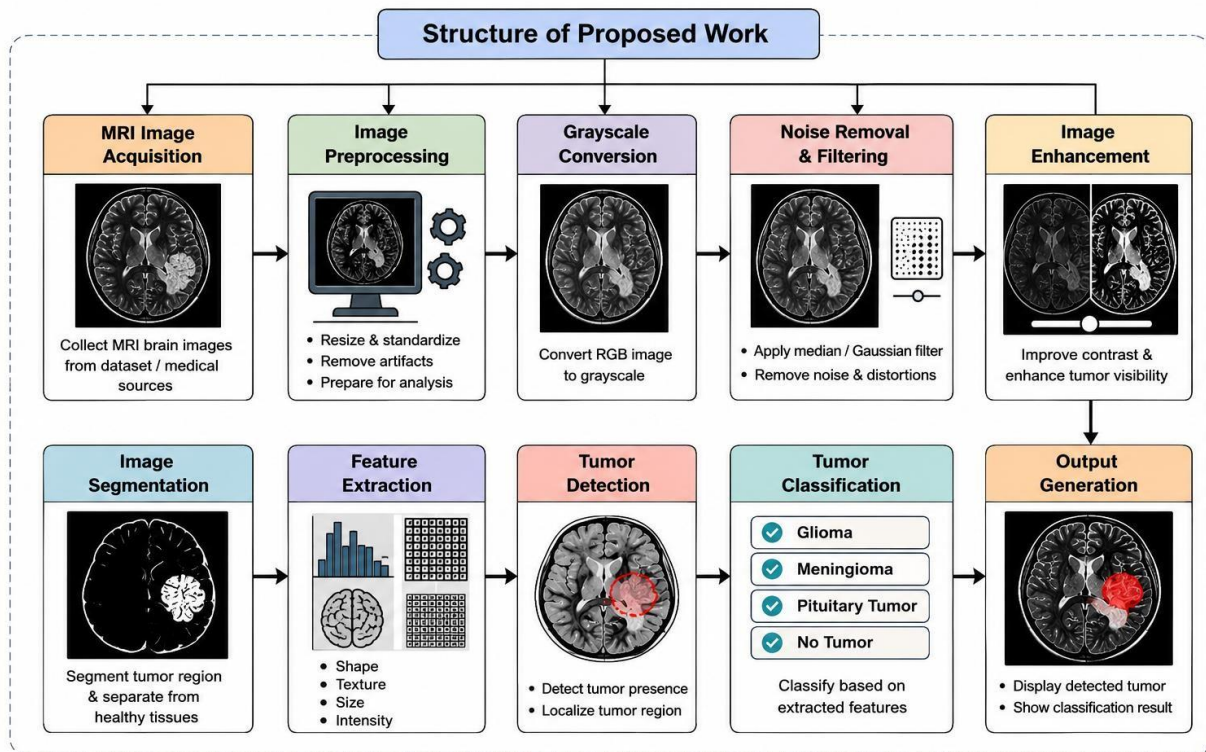 Structure of Proposed Work
MRI Image
Acquisition
Collect MRI brain images
from dataset / medical
sources
Image
Preprocessing
• Resize & standardize
• Remove artifacts
• Prepare for analysis
Grayscale
Conversion
Convert RGB image
to grayscale
Noise Removal
& Filtering
• Apply median / Gaussian filter
• Remove noise & distortions
Image
Enhancement
Improve contrast &
enhance tumor visibility
Image
Segmentation
Segment tumor region
& separate from
healthy tissues
Feature
Extraction
• Shape
• Texture
• Size
• Intensity
Tumor
Detection
• Detect tumor presence
• Localize tumor region
Tumor
Classification
Glioma
Meningioma
Pituitary Tumor
No Tumor
Classify based on
extracted features
Output
Generation
• Display detected tumor
• Show classification result